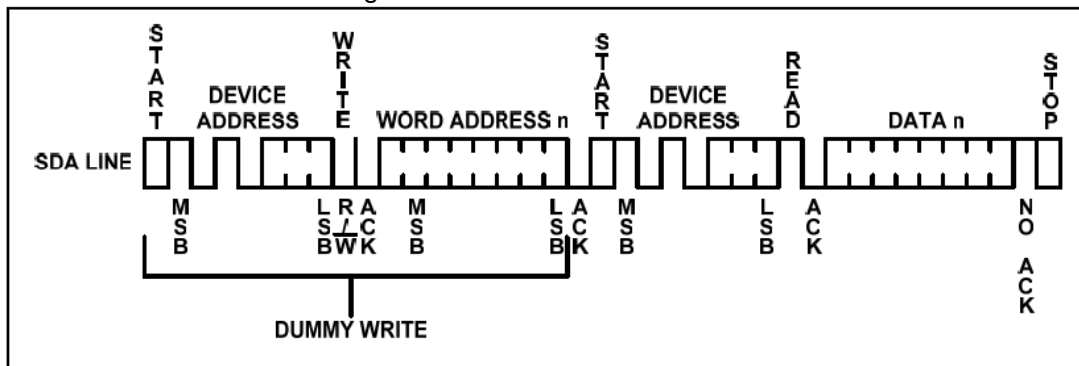 START
DEVICE
ADDRESS
WRITE
WORD ADDRESS n
START
DEVICE
ADDRESS
READ
DATA n
STOP
SDA LINE
MSB
LSB
R/W
ACK
MSB
LSB
ACK
MSB
LSB
ACK
NO ACK
DUMMY WRITE